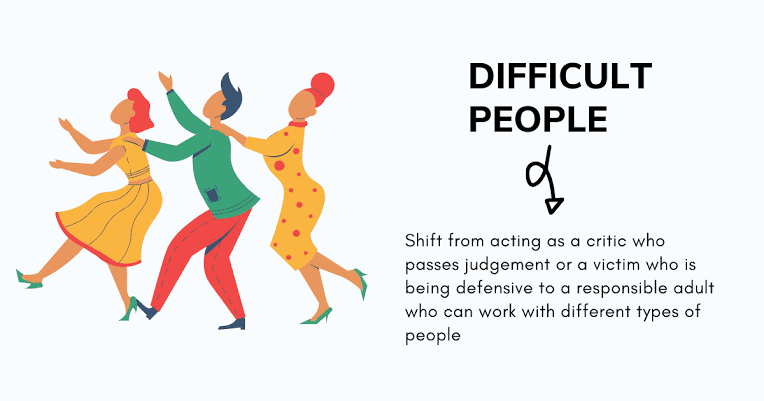 DIFFICULT
PEOPLE
Shift from acting as a critic who
passes judgement or a victim who is
being defensive to a responsible adult
who can work with different types of
people